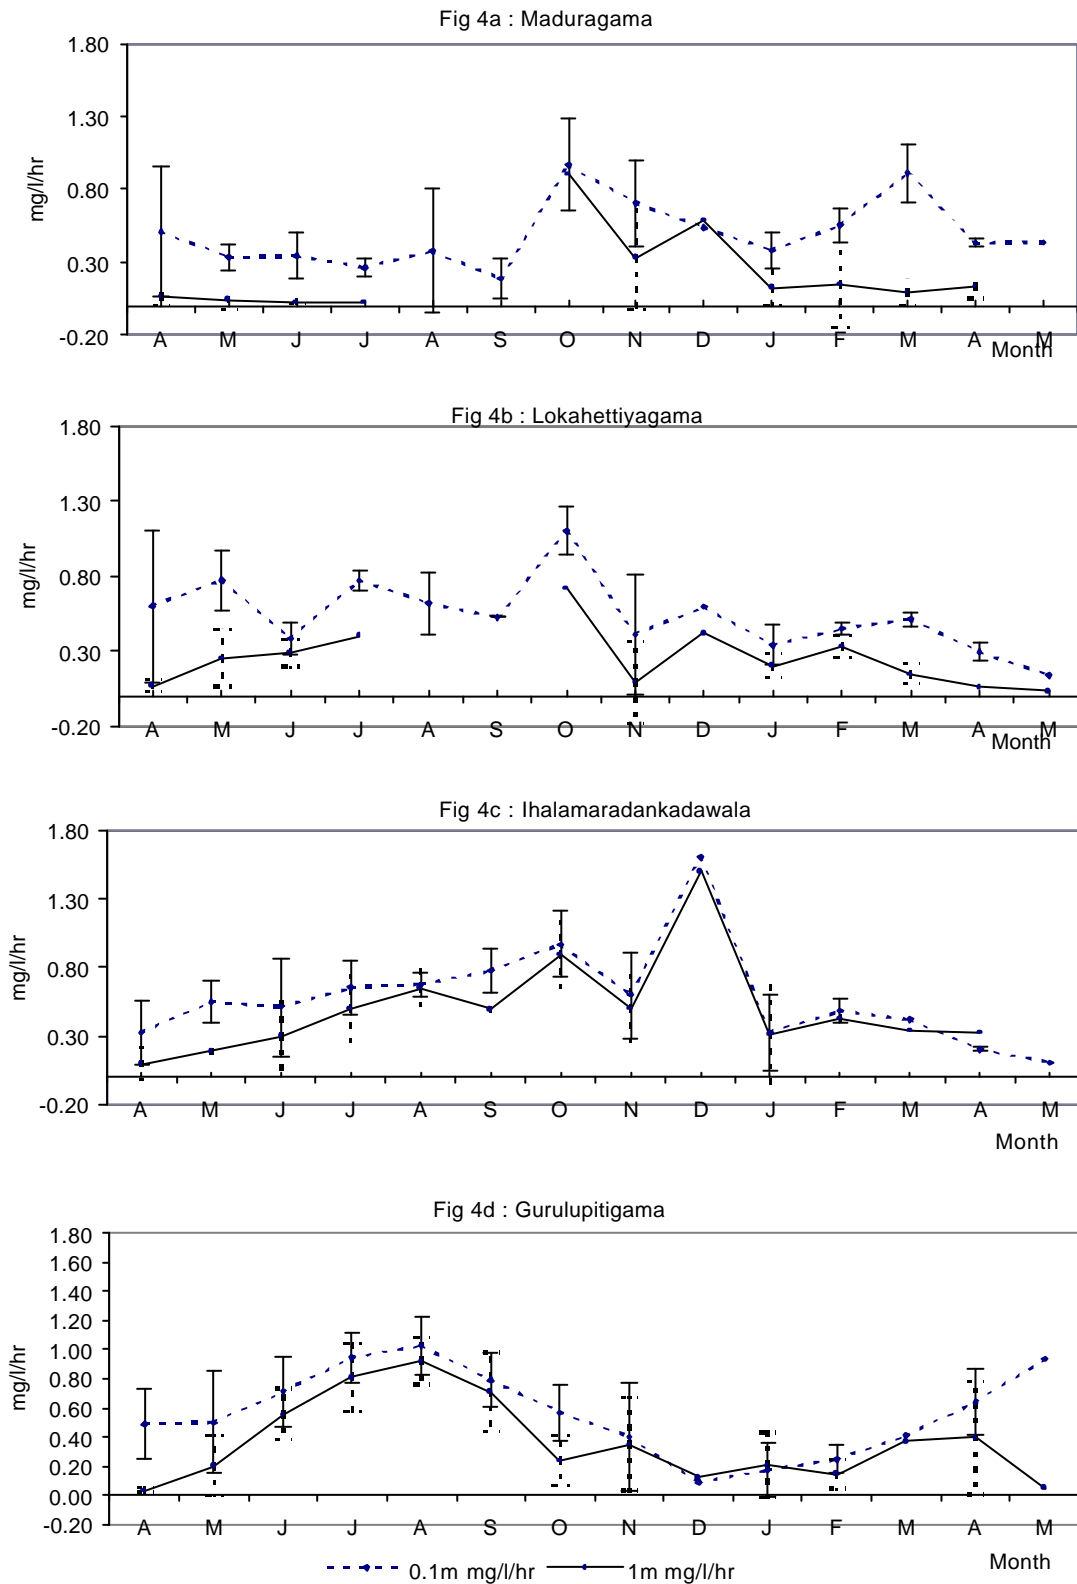 Fig 4a : Maduragama
1.80
1.30
0.80
0.30
-0.20
mg/l/hr
A M J J A S O N D J F M A M
Month
Fig 4b : Lokahettiyagama
1.80
1.30
0.80
0.30
-0.20
mg/l/hr
A M J J A S O N D J F M A M
Month
Fig 4c : Ihalamaradankadawala
1.80
1.30
0.80
0.30
-0.20
mg/l/hr
A M J J A S O N D J F M A M
Month
Fig 4d : Gurulupitigama
1.80
1.60
1.40
1.20
1.00
0.80
0.60
0.40
0.20
0.00
-0.20
mg/l/hr
A M J J A S O N D J F M A M
Month
0.1m mg/l/hr 1m mg/l/hr